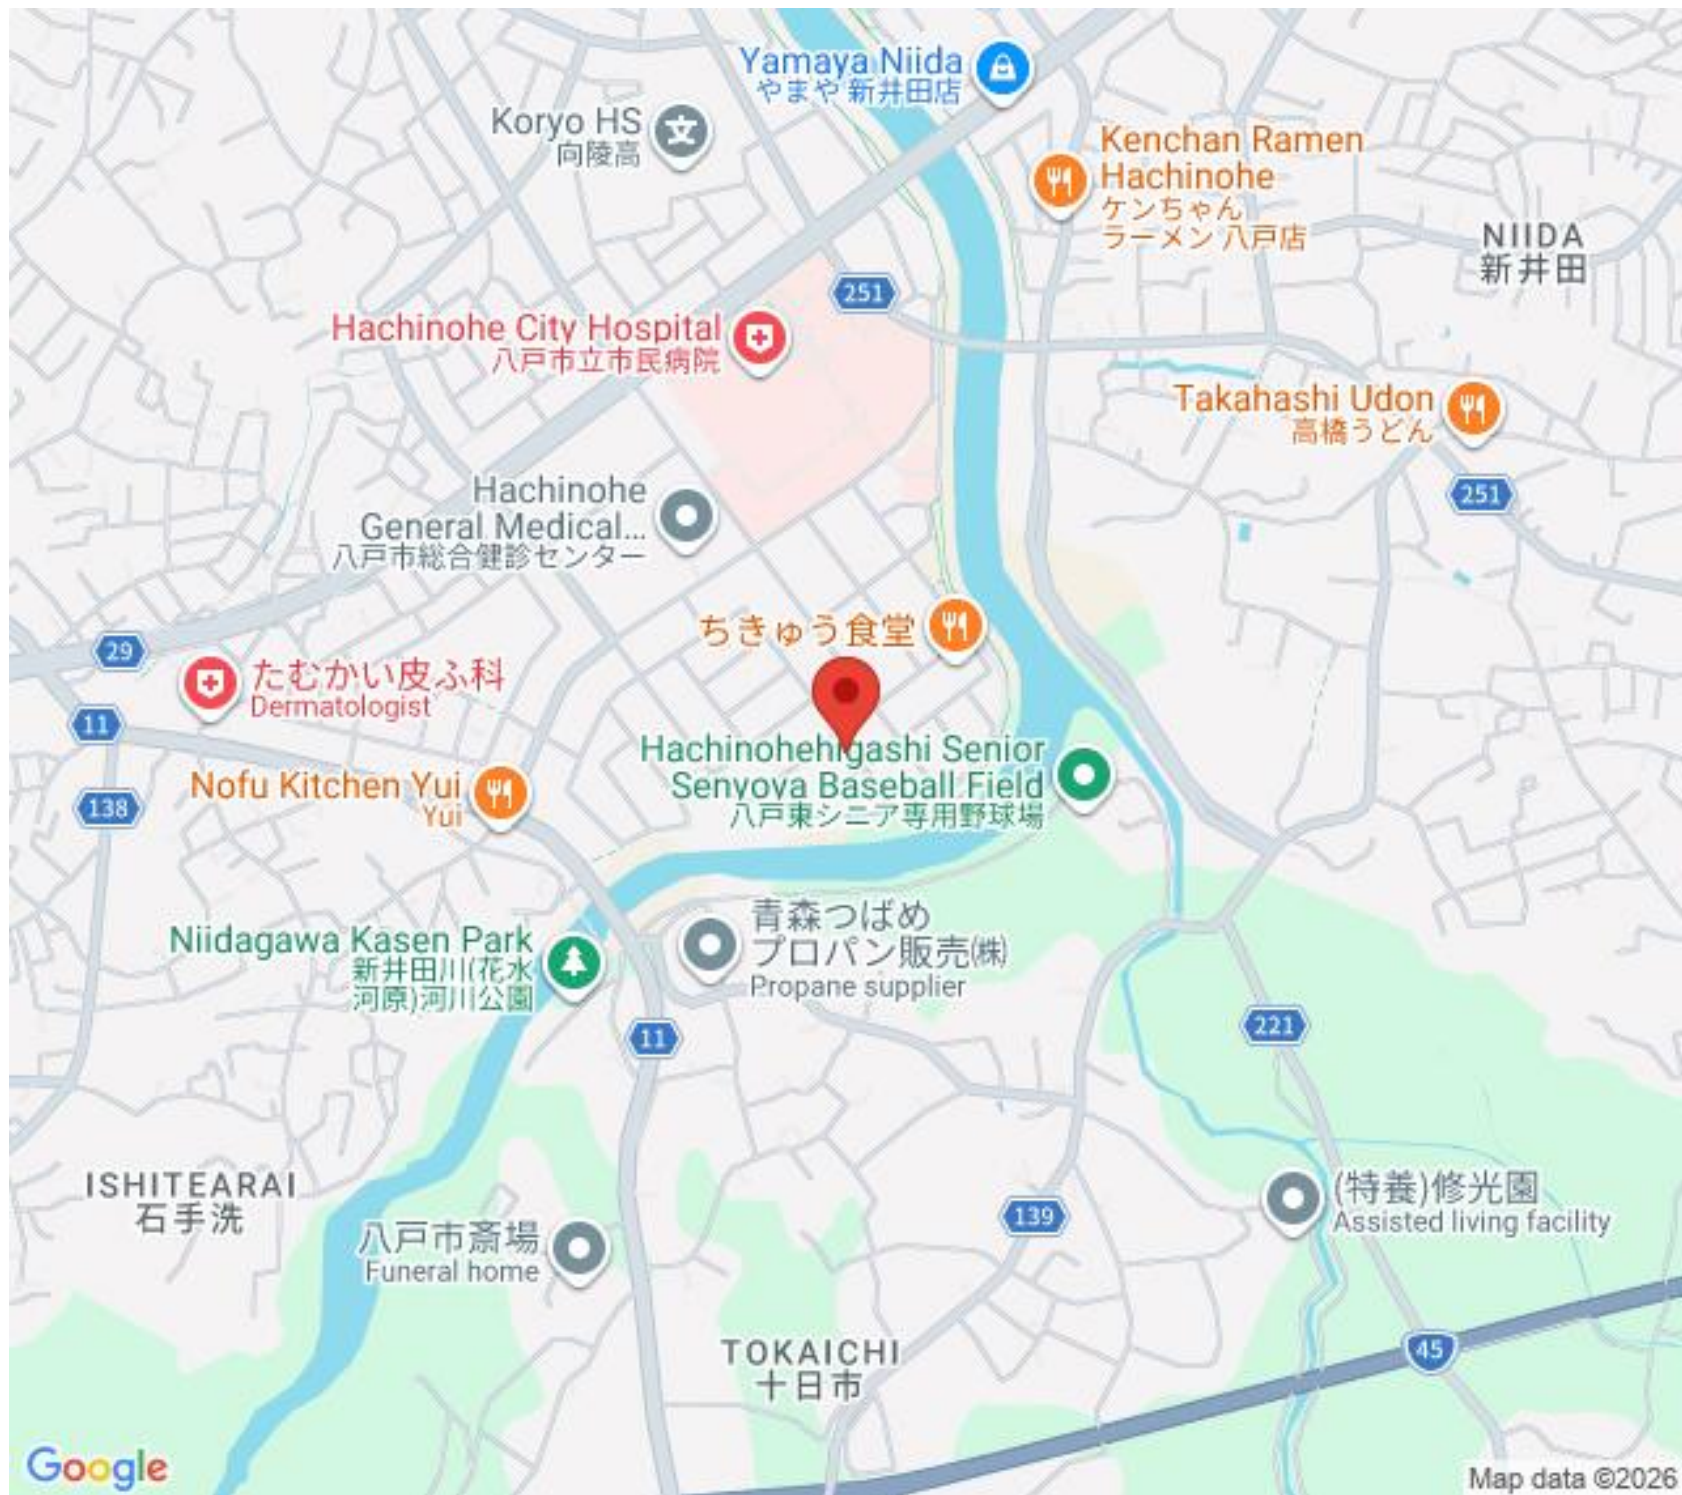 Yamaya Niida
やまや 新井田店
Koryo HS
向陵高
Kenchan Ramen
Hachinohe
ケンちゃん
ラーメン 八戸店
NIIDA
新井田
251
Hachinohe City Hospital
八戸市立市民病院
Takahashi Udon
高橋うどん
Hachinohe
General Medical...
八戸市総合健診センター
251
ちきゅう食堂
29
たむかい皮ふ科
Dermatologist
11
Hachinohehigashi Senior
Senyova Baseball Field
八戸東シニア専用野球場
Nofu Kitchen Yui
Yui
138
青森つばめ
プロパン販売㈱
Propane supplier
Niidagawa Kasen Park
新井田川(花水
河原)河川公園
11
221
ISHITEARAI
石手洗
(特養)修光園
Assisted living facility
139
八戸市斎場
Funeral home
TOKAICHI
十日市
45
Google
Map data ©2026